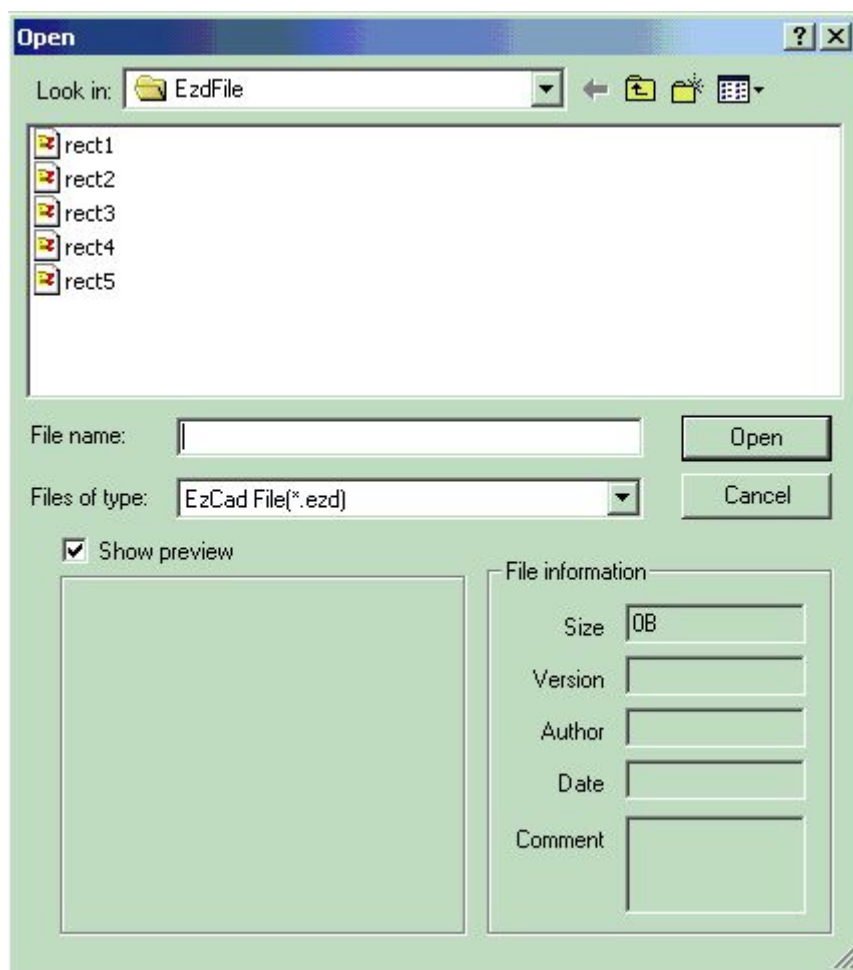 Open
Look in: EzdFile
rect1
rect2
rect3
rect4
rect5
File name: Open
Files of type: EzCad File(*.ezd) Cancel
Show preview
File information
Size 0B
Version
Author
Date
Comment